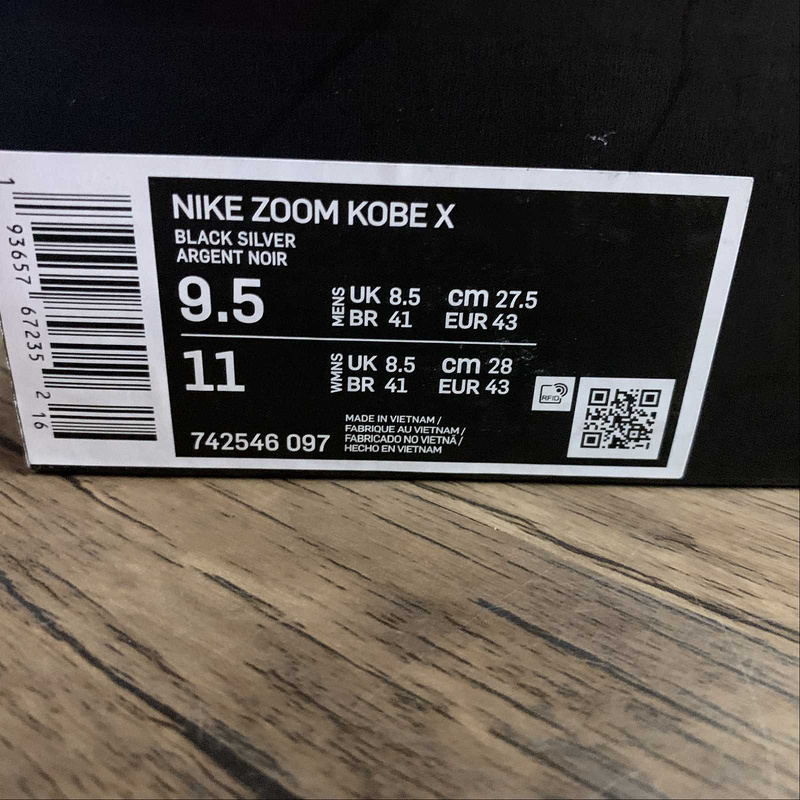 NIKE ZOOM KOBE X
BLACK SILVER
ARGENT NOIR
9.5
MENS
UK 8.5 cm 27.5
BR 41 EUR 43
11
WMNS
UK 8.5 cm 28
BR 41 EUR 43
RFID
742546 097
MADE IN VIETNAM /
FABRIQUE AU VIETNAM /
FABRICADO NO VIETNÃ /
HECHO EN VIETNAM
1 93657 67235 2 16